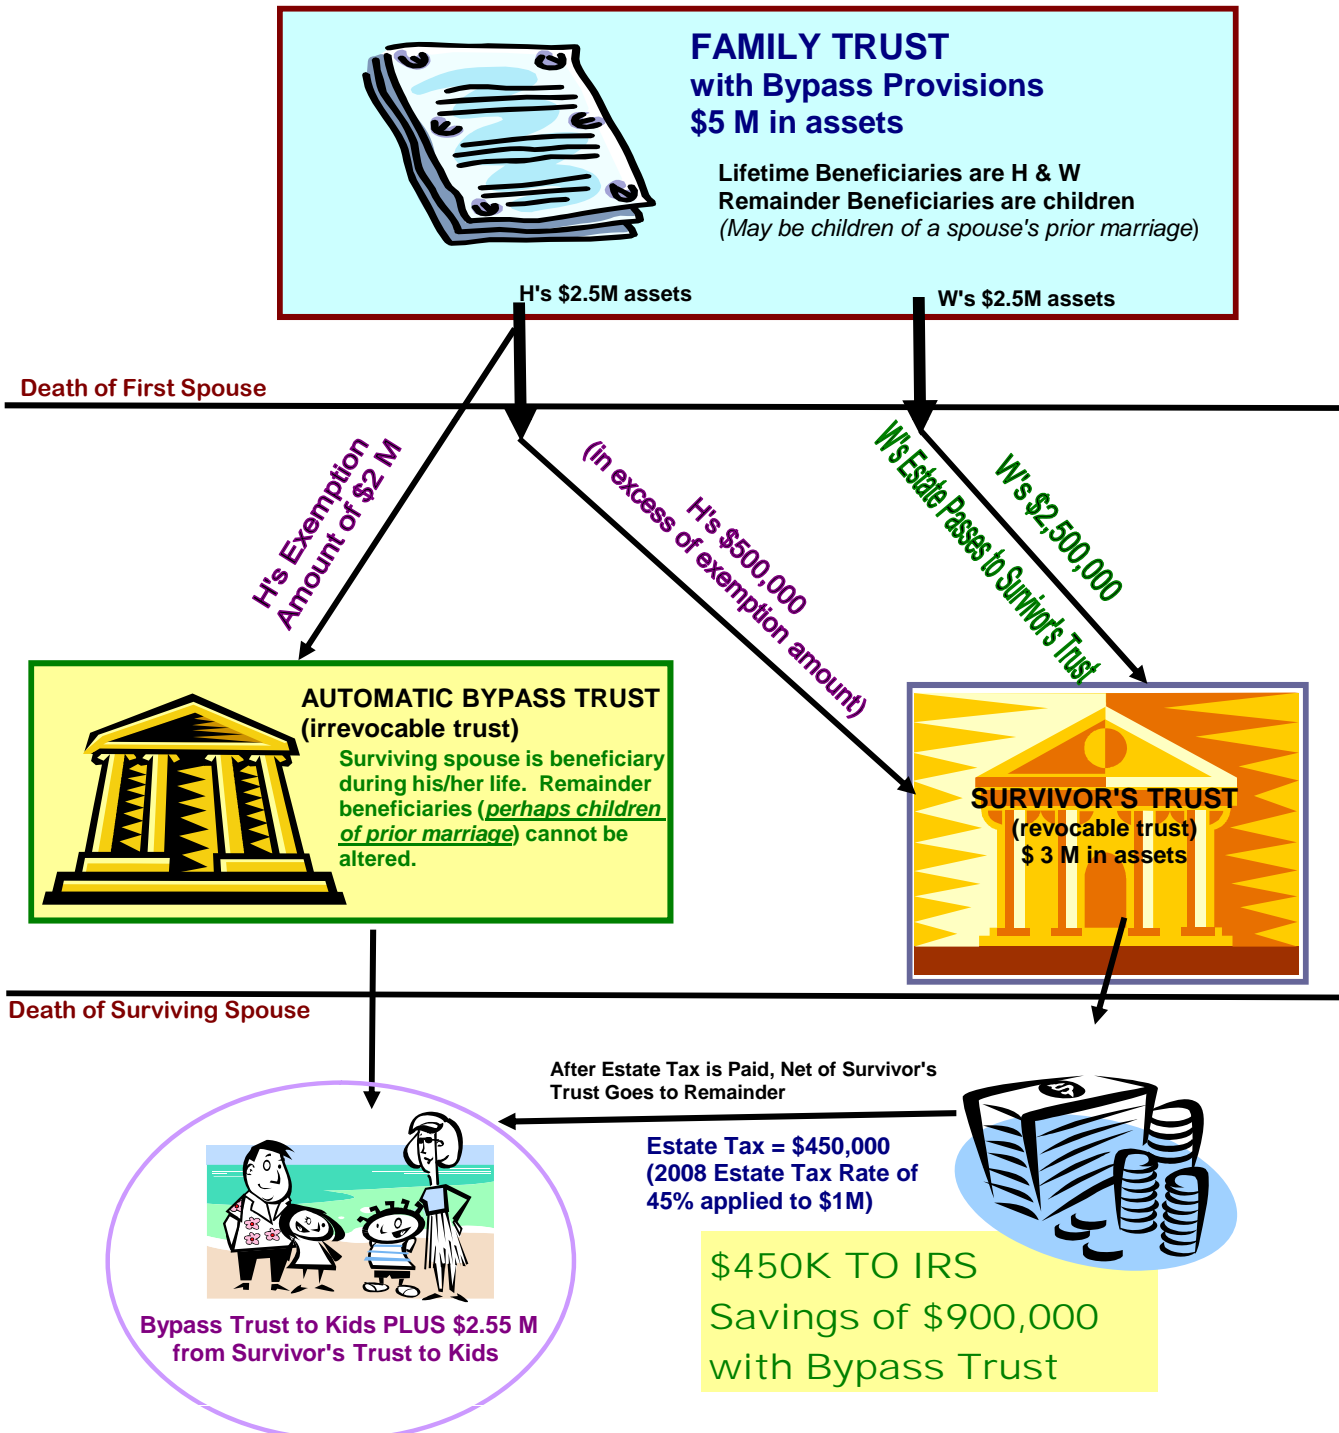 FAMILY TRUST
with Bypass Provisions
$5 M in assets
Lifetime Beneficiaries are H & W
Remainder Beneficiaries are children
(May be children of a spouse's prior marriage)
H's $2.5M assets
W's $2.5M assets
Death of First Spouse
H's Exemption
Amount of $2 M
H's $500,000
(in excess of exemption amount)
W's $2,500,000
W's Estate Passes to Survivor's Trust
AUTOMATIC BYPASS TRUST
(irrevocable trust)
Surviving spouse is beneficiary
during his/her life. Remainder
beneficiaries (perhaps children
of prior marriage) cannot be
altered.
SURVIVOR'S TRUST
(revocable trust)
$ 3 M in assets
Death of Surviving Spouse
After Estate Tax is Paid, Net of Survivor's
Trust Goes to Remainder
Estate Tax = $450,000
(2008 Estate Tax Rate of
45% applied to $1M)
$450K TO IRS
Savings of $900,000
with Bypass Trust
Bypass Trust to Kids PLUS $2.55 M
from Survivor's Trust to Kids